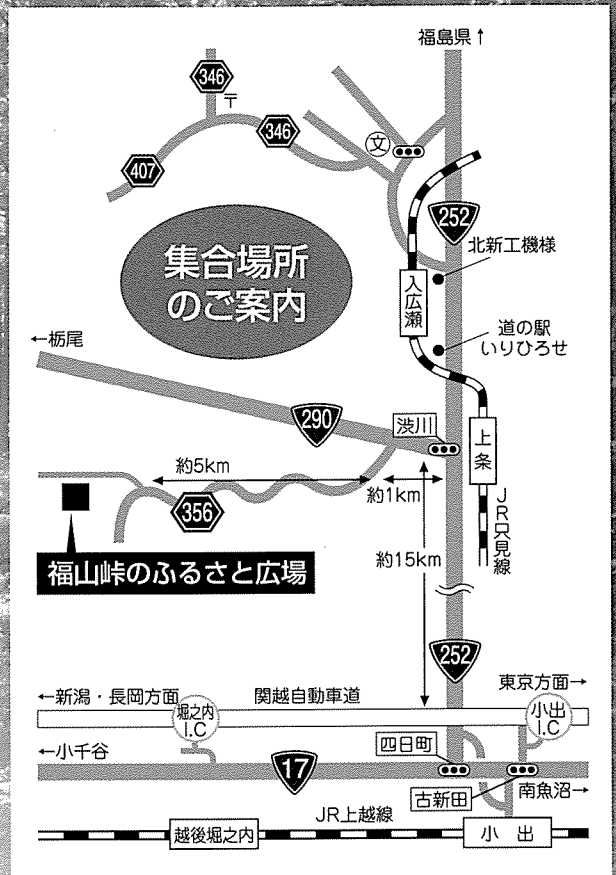 福島県↑
346
〒
346
文
407
252
北新工機様
集合場所
のご案内
入広瀬
道の駅
いりひろせ
←栃尾
290
渋川
上条
約5km
約1km
JR只見線
356
約15km
福山峠のふるさと広場
252
←新潟・長岡方面
関越自動車道
東京方面→
堀之内
I.C
小出
I.C
←小千谷
四日町
17
古新田
南魚沼→
JR上越線
越後堀之内
小出